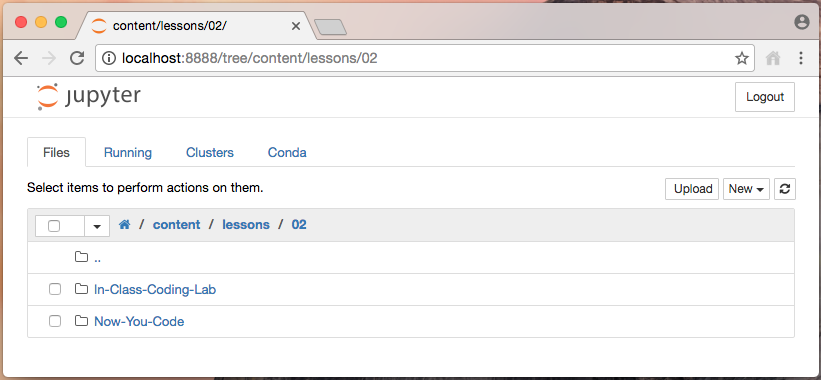 content/lessons/02/
localhost:8888/tree/content/lessons/02
jupyter
Logout
Files Running Clusters Conda
Select items to perform actions on them.
Upload New
/ content / lessons / 02
..
In-Class-Coding-Lab
Now-You-Code